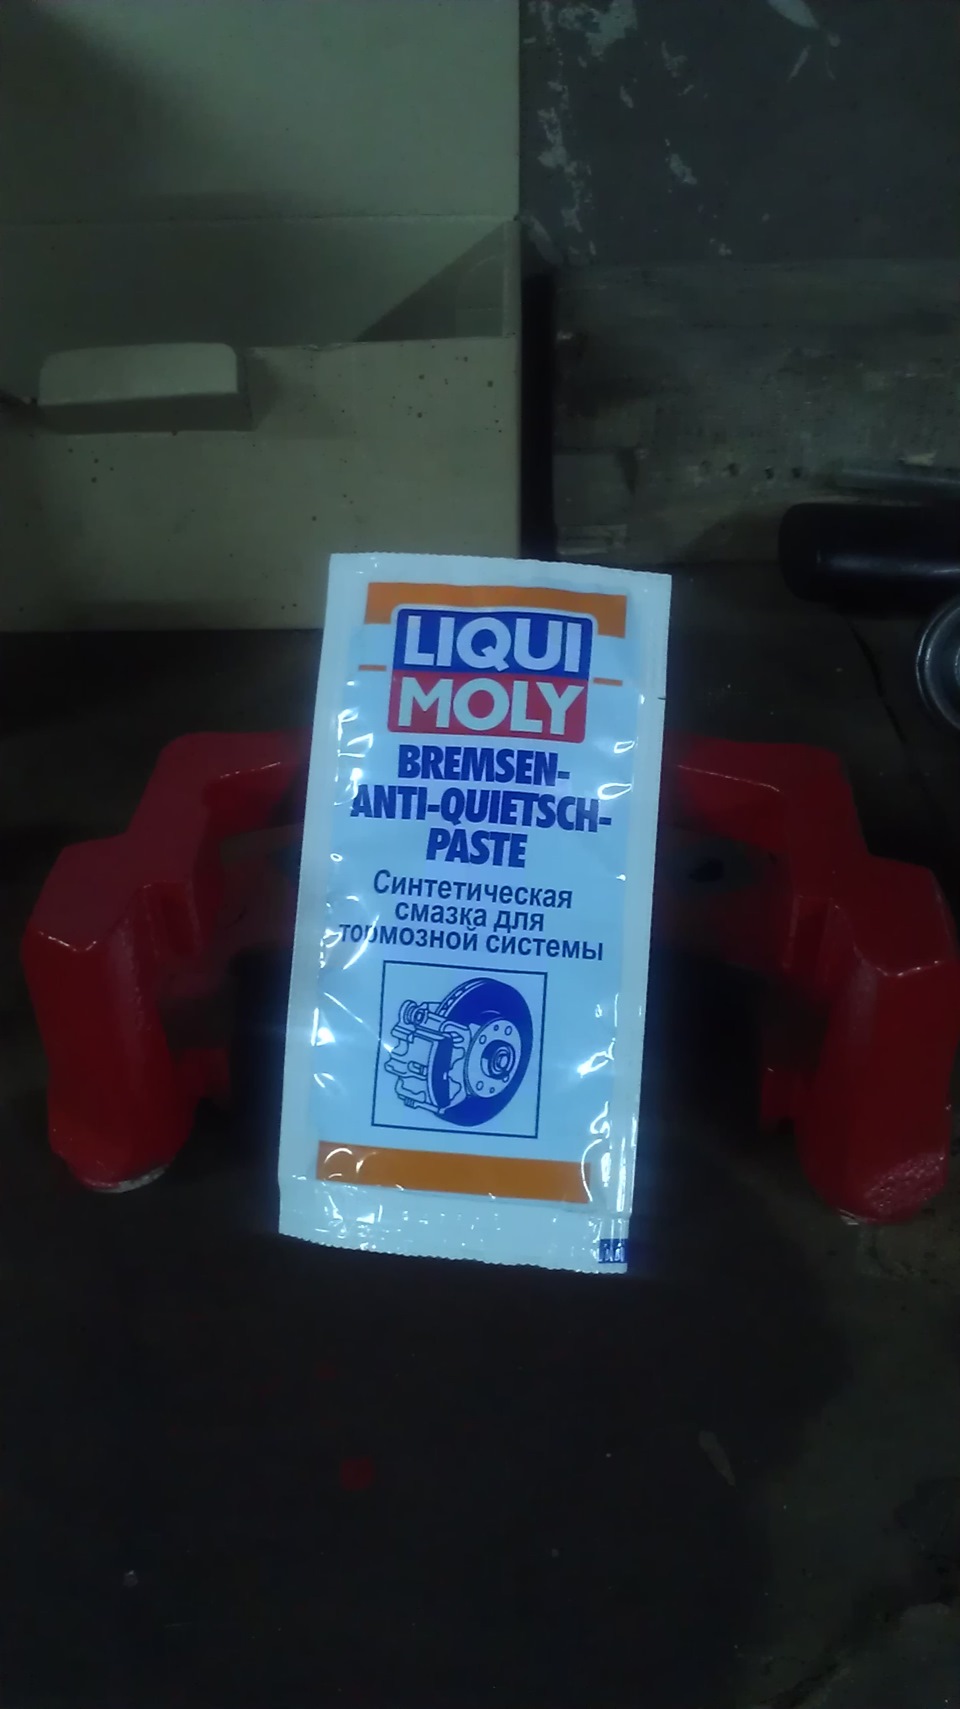 LIQUI
MOLY
BREMSEN-
ANTI-QUIETSCH-
PASTE
Синтетическая
смазка для
тормозной системы